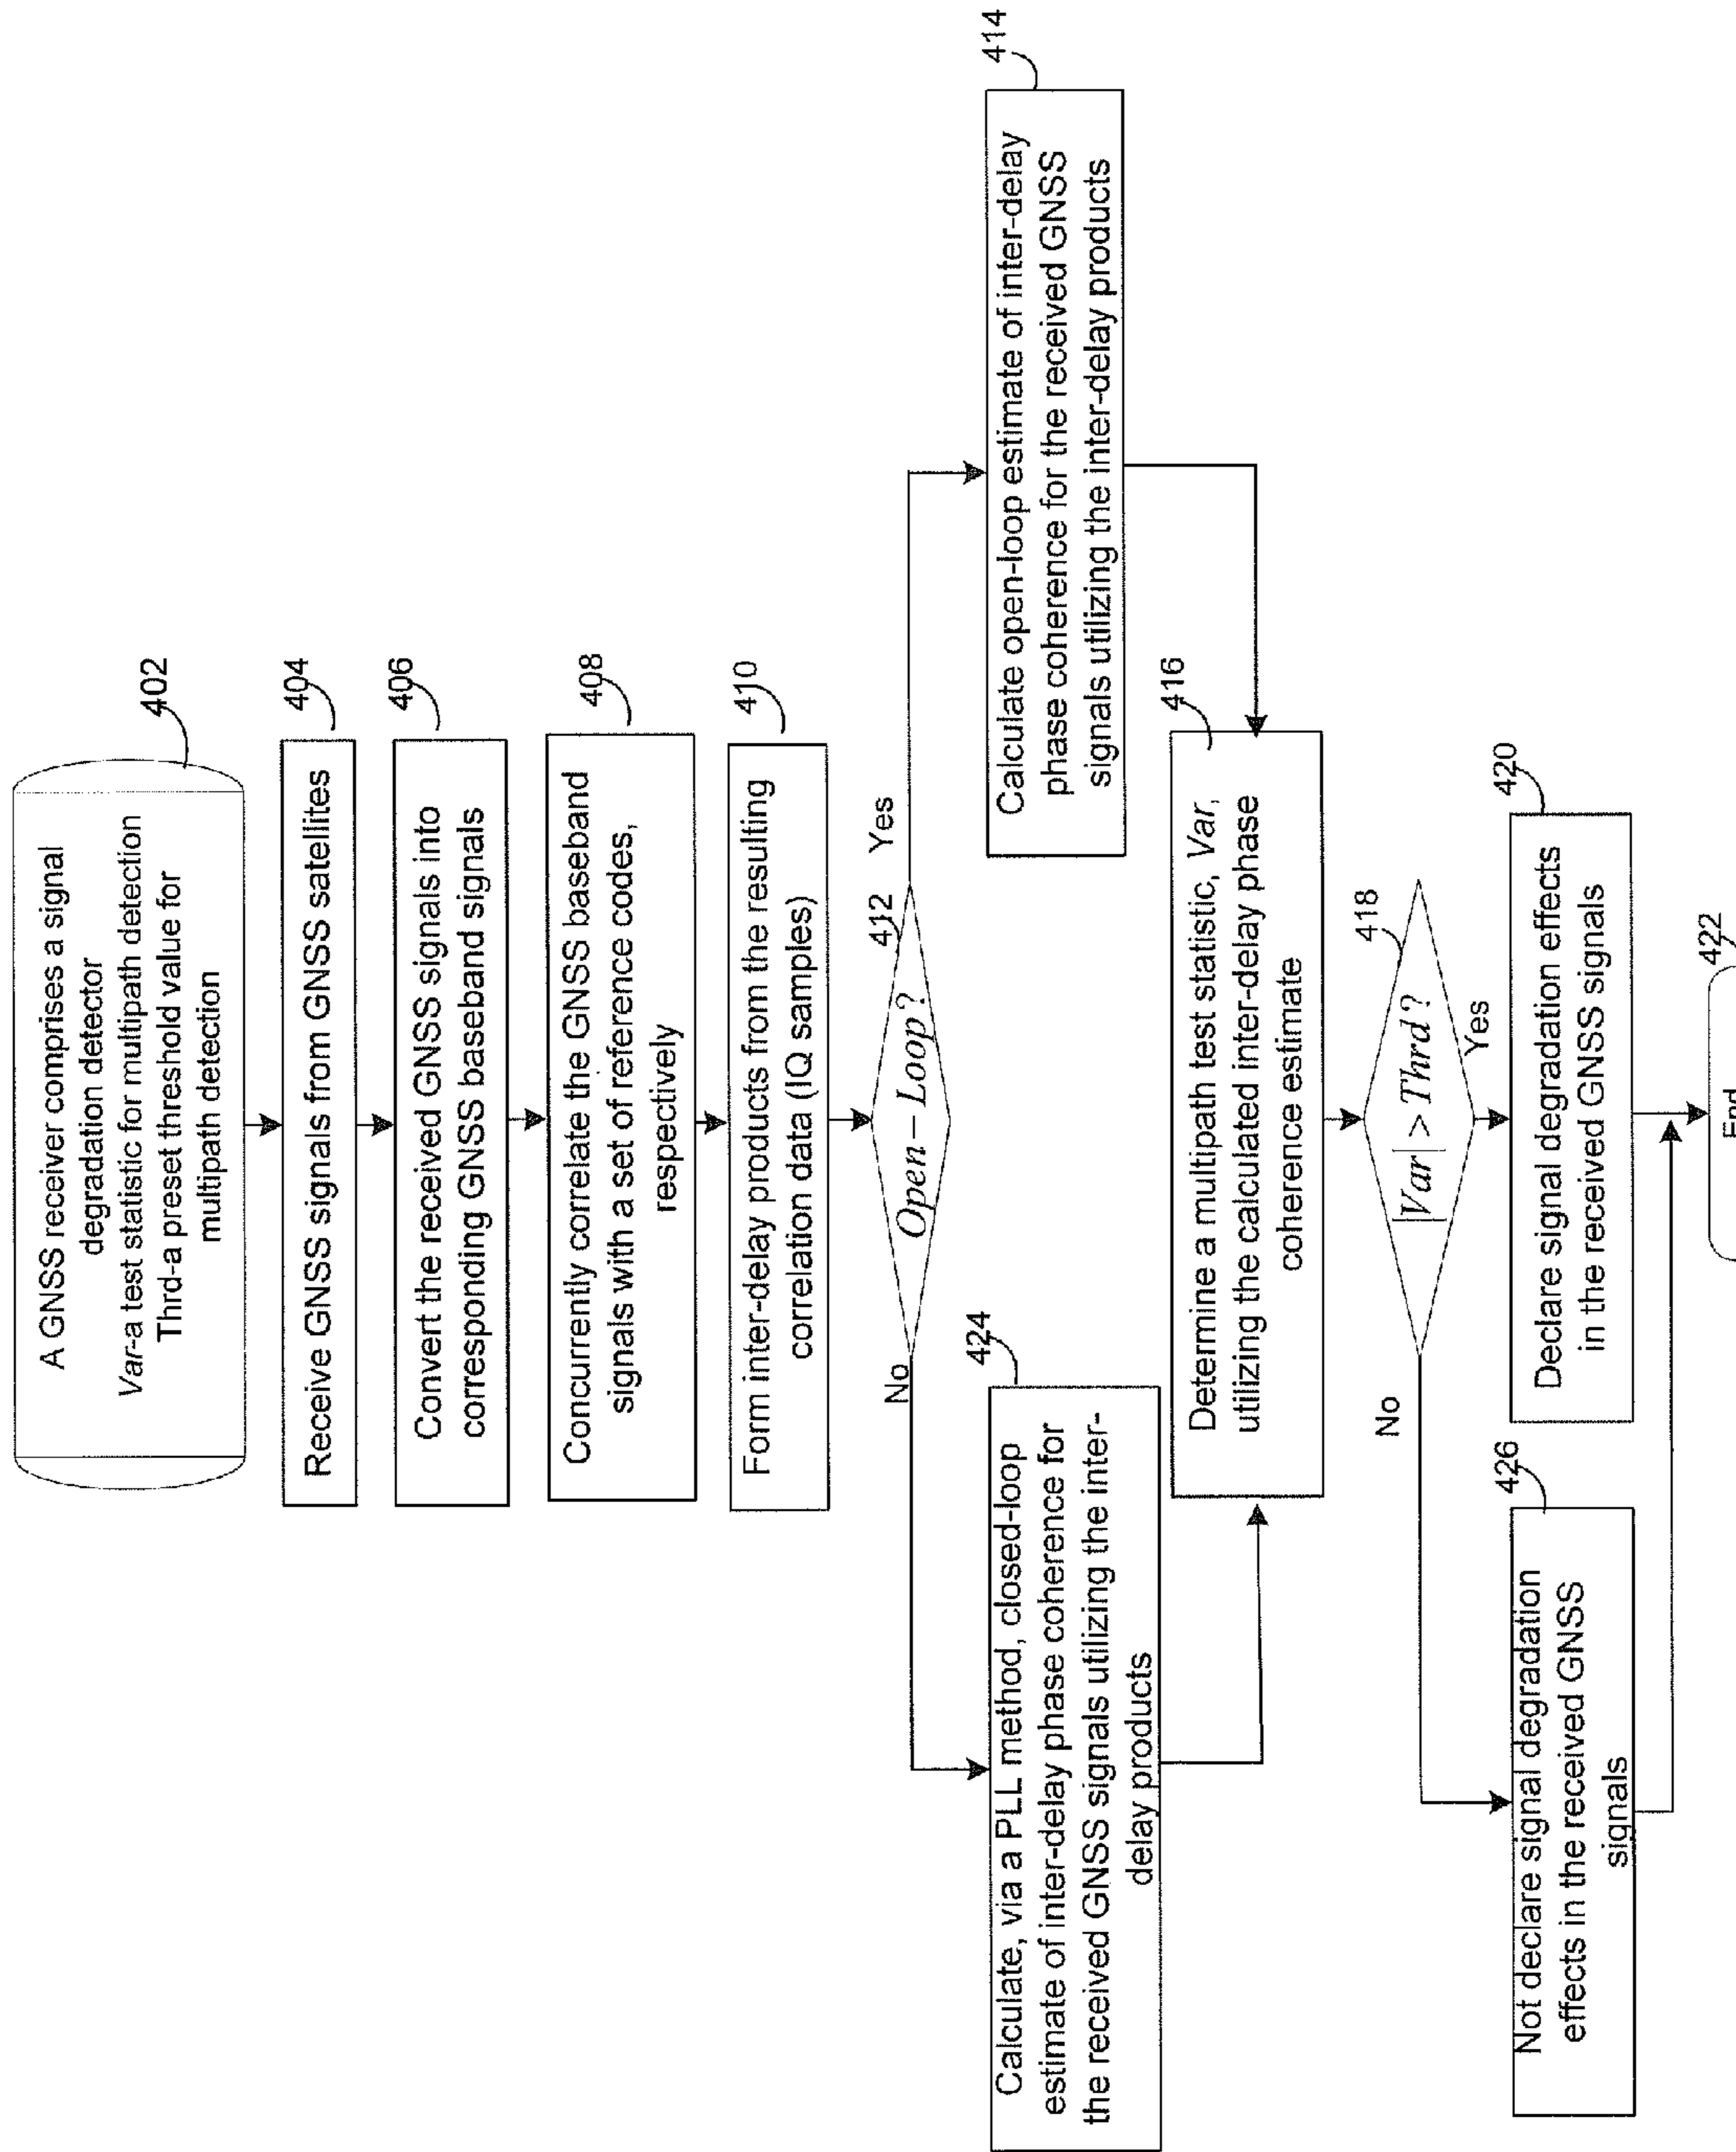 A GNSS receiver comprises a signal
degradation detector
Var-a test statistic for multipath detection
Thrd-a preset threshold value for
multipath detection
402
Receive GNSS signals from GNSS satellites
404
Convert the received GNSS signals into
corresponding GNSS baseband signals
406
Concurrently correlate the GNSS baseband
signals with a set of reference codes,
respectively
408
Form inter-delay products from the resulting
correlation data (IQ samples)
410
Open – Loop?
412
Yes
No
Calculate open-loop estimate of inter-delay
phase coherence for the received GNSS
signals utilizing the inter-delay products
414
Calculate, via a PLL method, closed-loop
estimate of inter-delay phase coherence for
the received GNSS signals utilizing the inter-
delay products
424
Determine a multipath test statistic, Var,
utilizing the calculated inter-delay phase
coherence estimate
416
|Var| > Thrd ?
418
Yes
No
Declare signal degradation effects
in the received GNSS signals
420
Not declare signal degradation
effects in the received GNSS
signals
426
End
422